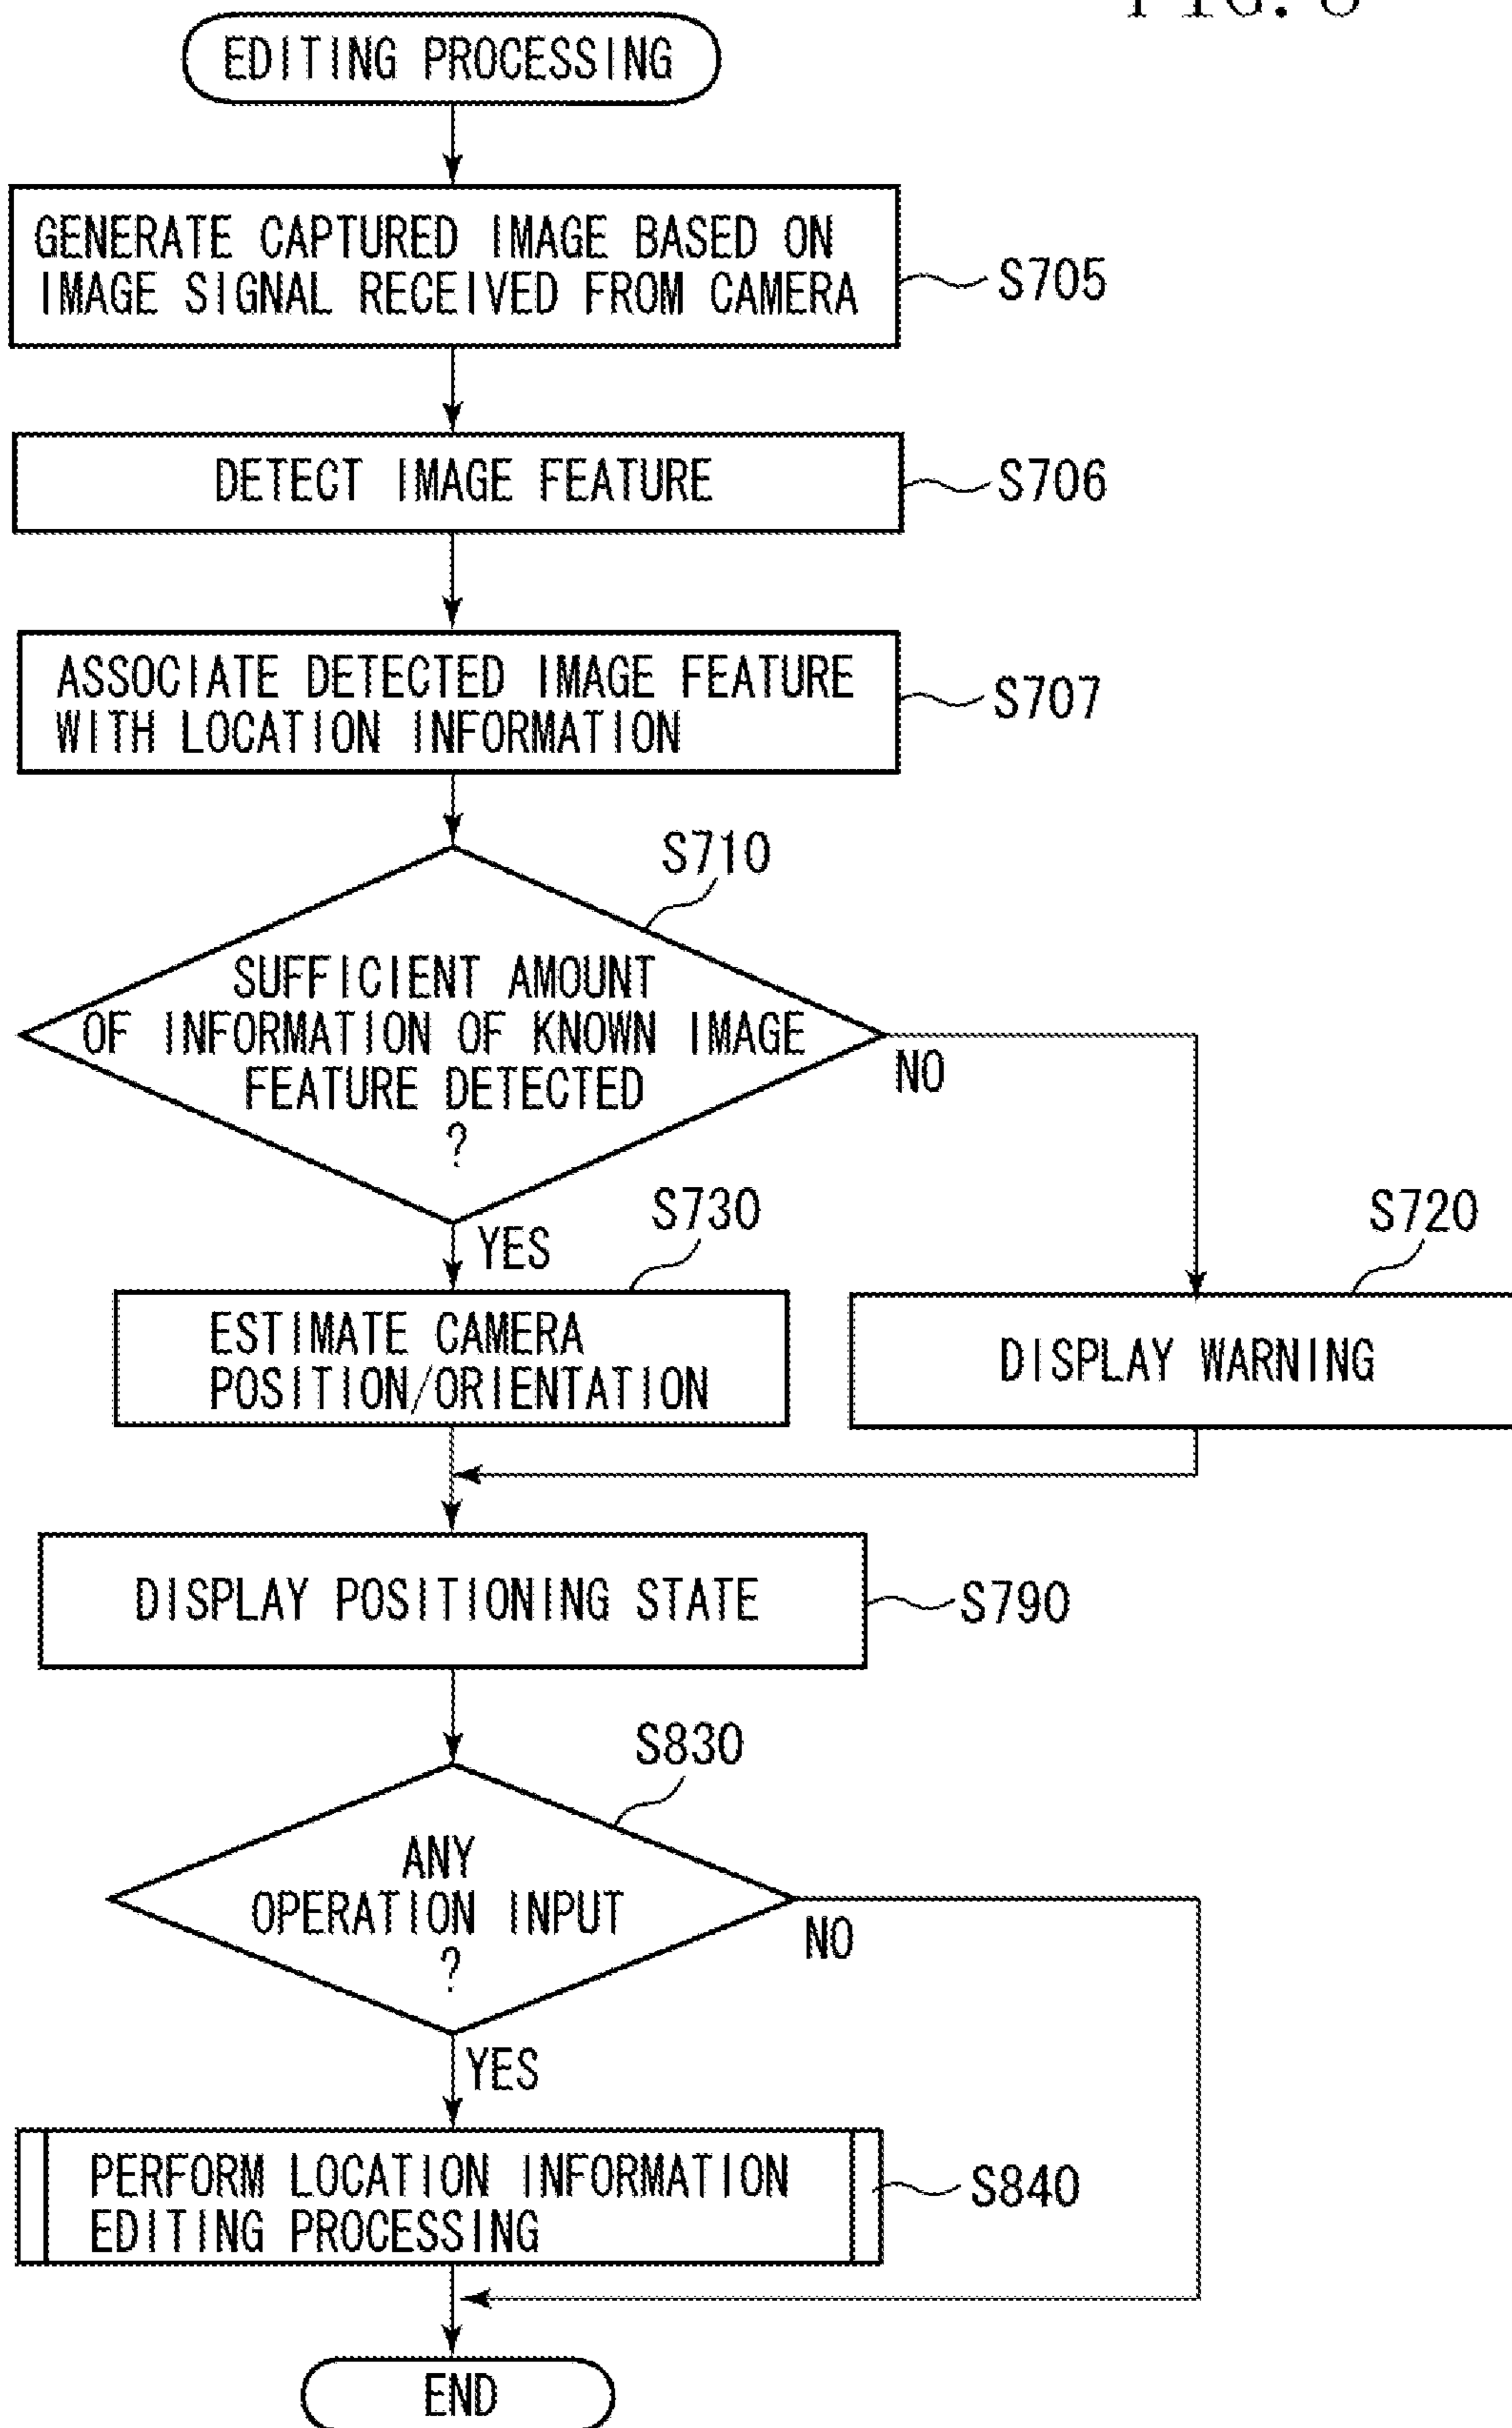 FIG. 8
EDITING PROCESSING
GENERATE CAPTURED IMAGE BASED ON
IMAGE SIGNAL RECEIVED FROM CAMERA
S705
DETECT IMAGE FEATURE
S706
ASSOCIATE DETECTED IMAGE FEATURE
WITH LOCATION INFORMATION
S707
S710
SUFFICIENT AMOUNT
OF INFORMATION OF KNOWN IMAGE
FEATURE DETECTED
?
NO
YES
S730
S720
ESTIMATE CAMERA
POSITION/ORIENTATION
DISPLAY WARNING
DISPLAY POSITIONING STATE
S790
S830
ANY
OPERATION INPUT
?
NO
YES
PERFORM LOCATION INFORMATION
EDITING PROCESSING
S840
END